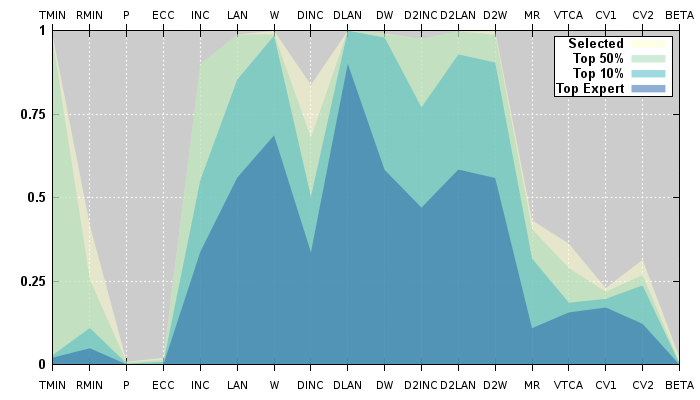 TMIN RMIN P ECC INC LAN W DINC DLAN DW D2INC D2LAN D2W MR VTCA CV1 CV2 BETA
1
Selected
Top 50%
Top 10%
Top Expert
0.75
0.5
0.25
0
TMIN RMIN P ECC INC LAN W DINC DLAN DW D2INC D2LAN D2W MR VTCA CV1 CV2 BETA